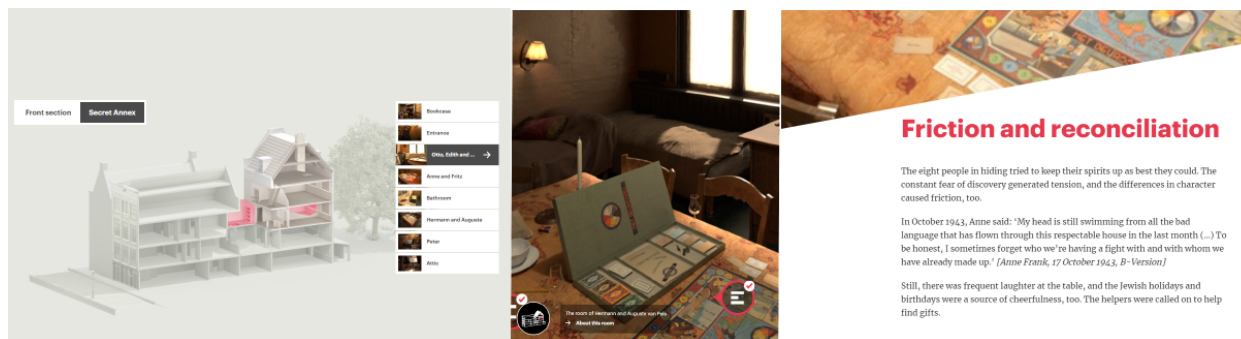 Front section
Secret Annex
Bookcase
Entrance
Otto, Edith and ...
Anne and Fritz
Bathroom
Hermann and Auguste
Peter
Attic
The room of Hermann and Auguste van Pels
About this room
Friction and reconciliation
The eight people in hiding tried to keep their spirits up as best they could. The
constant fear of discovery generated tension, and the differences in character
caused friction, too.
In October 1943, Anne said: ‘My head is still swimming from all the bad
language that has flown through this respectable house in the last month (...) To
be honest, I sometimes forget who we’re having a fight with and with whom we
have already made up.’ [Anne Frank, 17 October 1943, B-Version]
Still, there was frequent laughter at the table, and the Jewish holidays and
birthdays were a source of cheerfulness, too. The helpers were called on to help
find gifts.